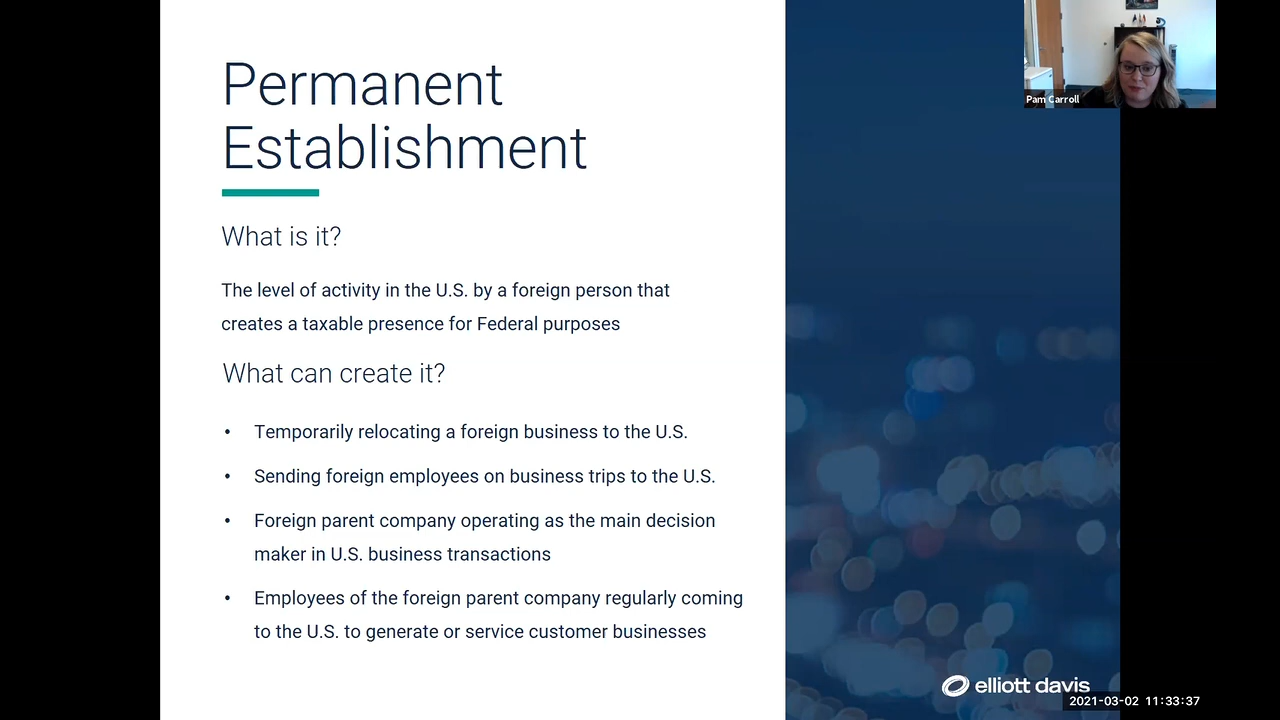 Permanent
Establishment
What is it?
The level of activity in the U.S. by a foreign person that
creates a taxable presence for Federal purposes
What can create it?
• Temporarily relocating a foreign business to the U.S.
• Sending foreign employees on business trips to the U.S.
• Foreign parent company operating as the main decision
maker in U.S. business transactions
• Employees of the foreign parent company regularly coming
to the U.S. to generate or service customer businesses
Pam Carroll
elliott davis
2021-03-02 11:33:37